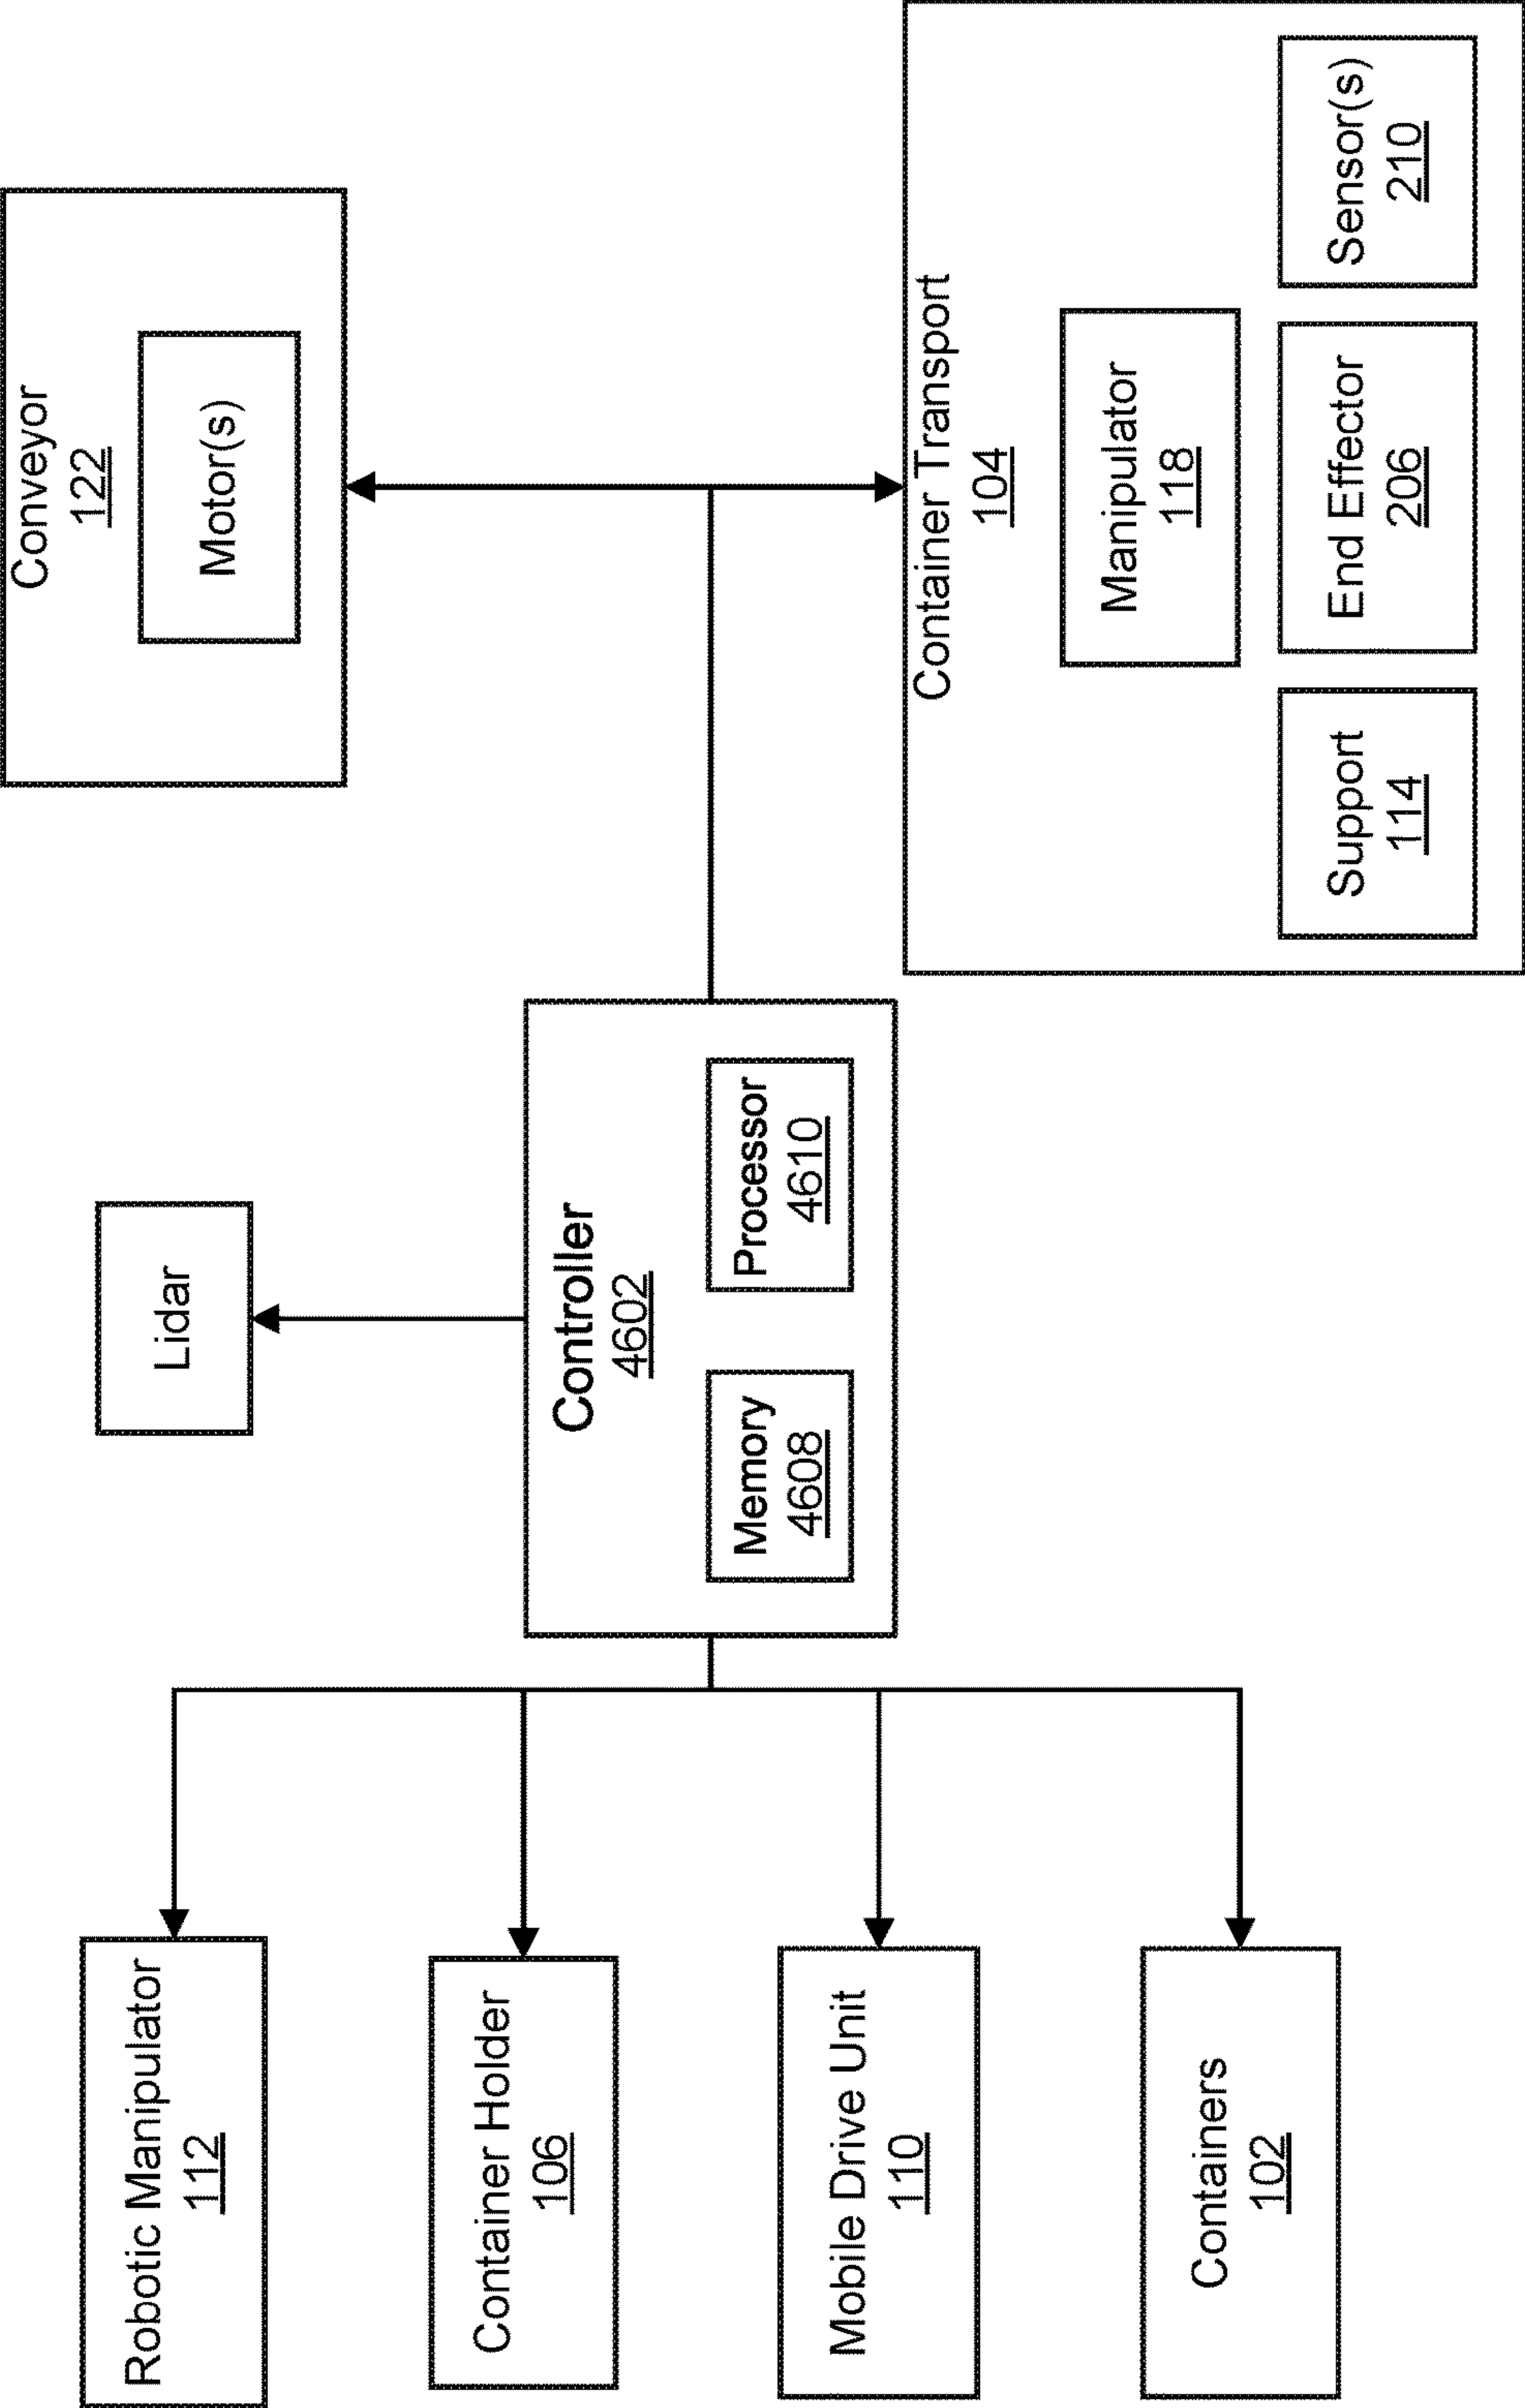 Robotic Manipulator
112
Container Holder
106
Mobile Drive Unit
110
Containers
102
Lidar
Controller
4602
Memory
4608
Processor
4610
Conveyor
122
Motor(s)
Container Transport
104
Manipulator
118
Support
114
End Effector
206
Sensor(s)
210